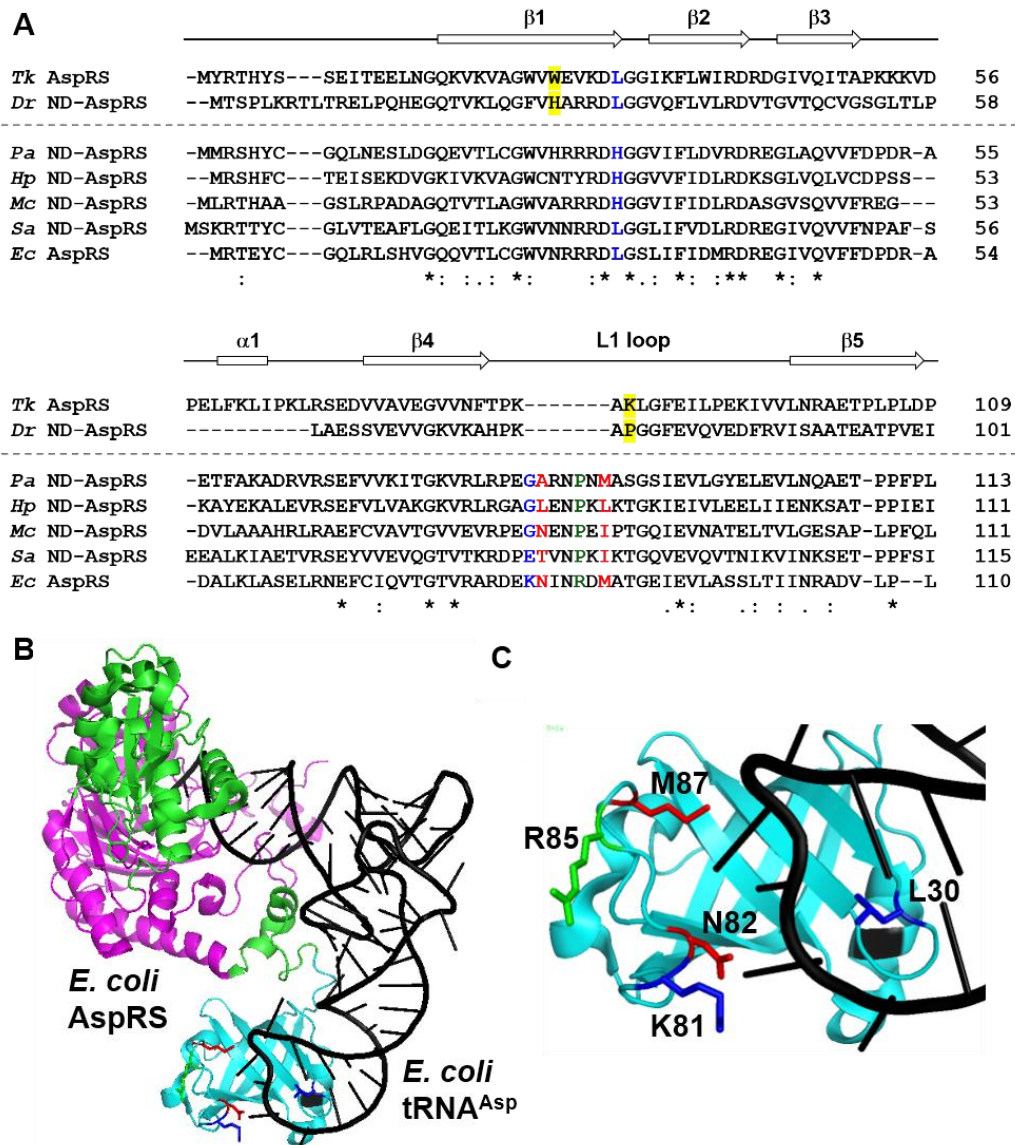 A
β1 β2 β3
Tk AspRS -MYRTHYS---SEITEELNGQKVKVAGWVWEVKDLGGIKFLWIRDRDGIVQITAPKKKVD 56
Dr ND-AspRS --MTSPLKRTLTRELPQHEGQTVKLQGFVHARRDLGGVQFLVLRDVTGVTQCVGSGLTLP 58
Pa ND-AspRS --MMRSHYC---GQLNESLDGQEVTLCGWVHRRRDHGGVIFLDVRDREGLAQVVFDPDR-A 55
Hp ND-AspRS ---MRSHFC---TEISEKDVGKIVKVAGWCNTYRDHGGVVFIDLRDKSGLVQLVCDPSS-- 53
Mc ND-AspRS --MLRTHAA---GSLRPADAGQTVTLAGWVARRRDHGGVIFIDLRDASGVSQVVFREG--- 53
Sa ND-AspRS MSKRTTYC---GLVTEAFLGQEITLKGWVNNRRDLGGLIFVDLRDREGIVQVVFNPAF-S 56
Ec AspRS ---MRTEYC---GQLRLSHVGQQVTLCGWVNRRRDLGSLIFIDMRDREGIVQVFFDPDR-A 54
: *: :.: *: * *.: * : ** * : *
α1 β4 L1 loop β5
Tk AspRS PELFKLIPKLRSEDVVAVEGVVNFTPK-------AKLGFEILPEKIVVLNRAETPLPLDP 109
Dr ND-AspRS ----------LAESSVEVVGKVKAHPK-------APGGFEVQVEDFRVISAATEATPVEI 101
Pa ND-AspRS -ETFAKADRVRSEFVVKITGKVRLRPEGARNPNMASGSIEVLGYELEVLNQAET-PPFPL 113
Hp ND-AspRS -KAYEKALEVRSEFVLVAKGKVRLRGAGLENPKLKTGKIEIVLEELIIENKSAT-PPIEI 111
Mc ND-AspRS -DVLAAAHRLRAEFCVAVTGVVEVRPEGNENPEIPTGQIEVNATELTVLGESAP-LPFQL 111
Sa ND-AspRS EEALKIAETVRSEYVVEVQGTVTKRDPETVNPKIKTGQVEVQVTNIKVINKSET-PPFSI 115
Ec AspRS -DALKLASELRNEFCIQVTGTVRARDEKNINRDMATGEIEVLASSLTIINRADV-LP--L 110
* : * * .*: .: : . : *
B
C
M87
R85
L30
N82
K81
E. coli
AspRS
E. coli
tRNAAsp